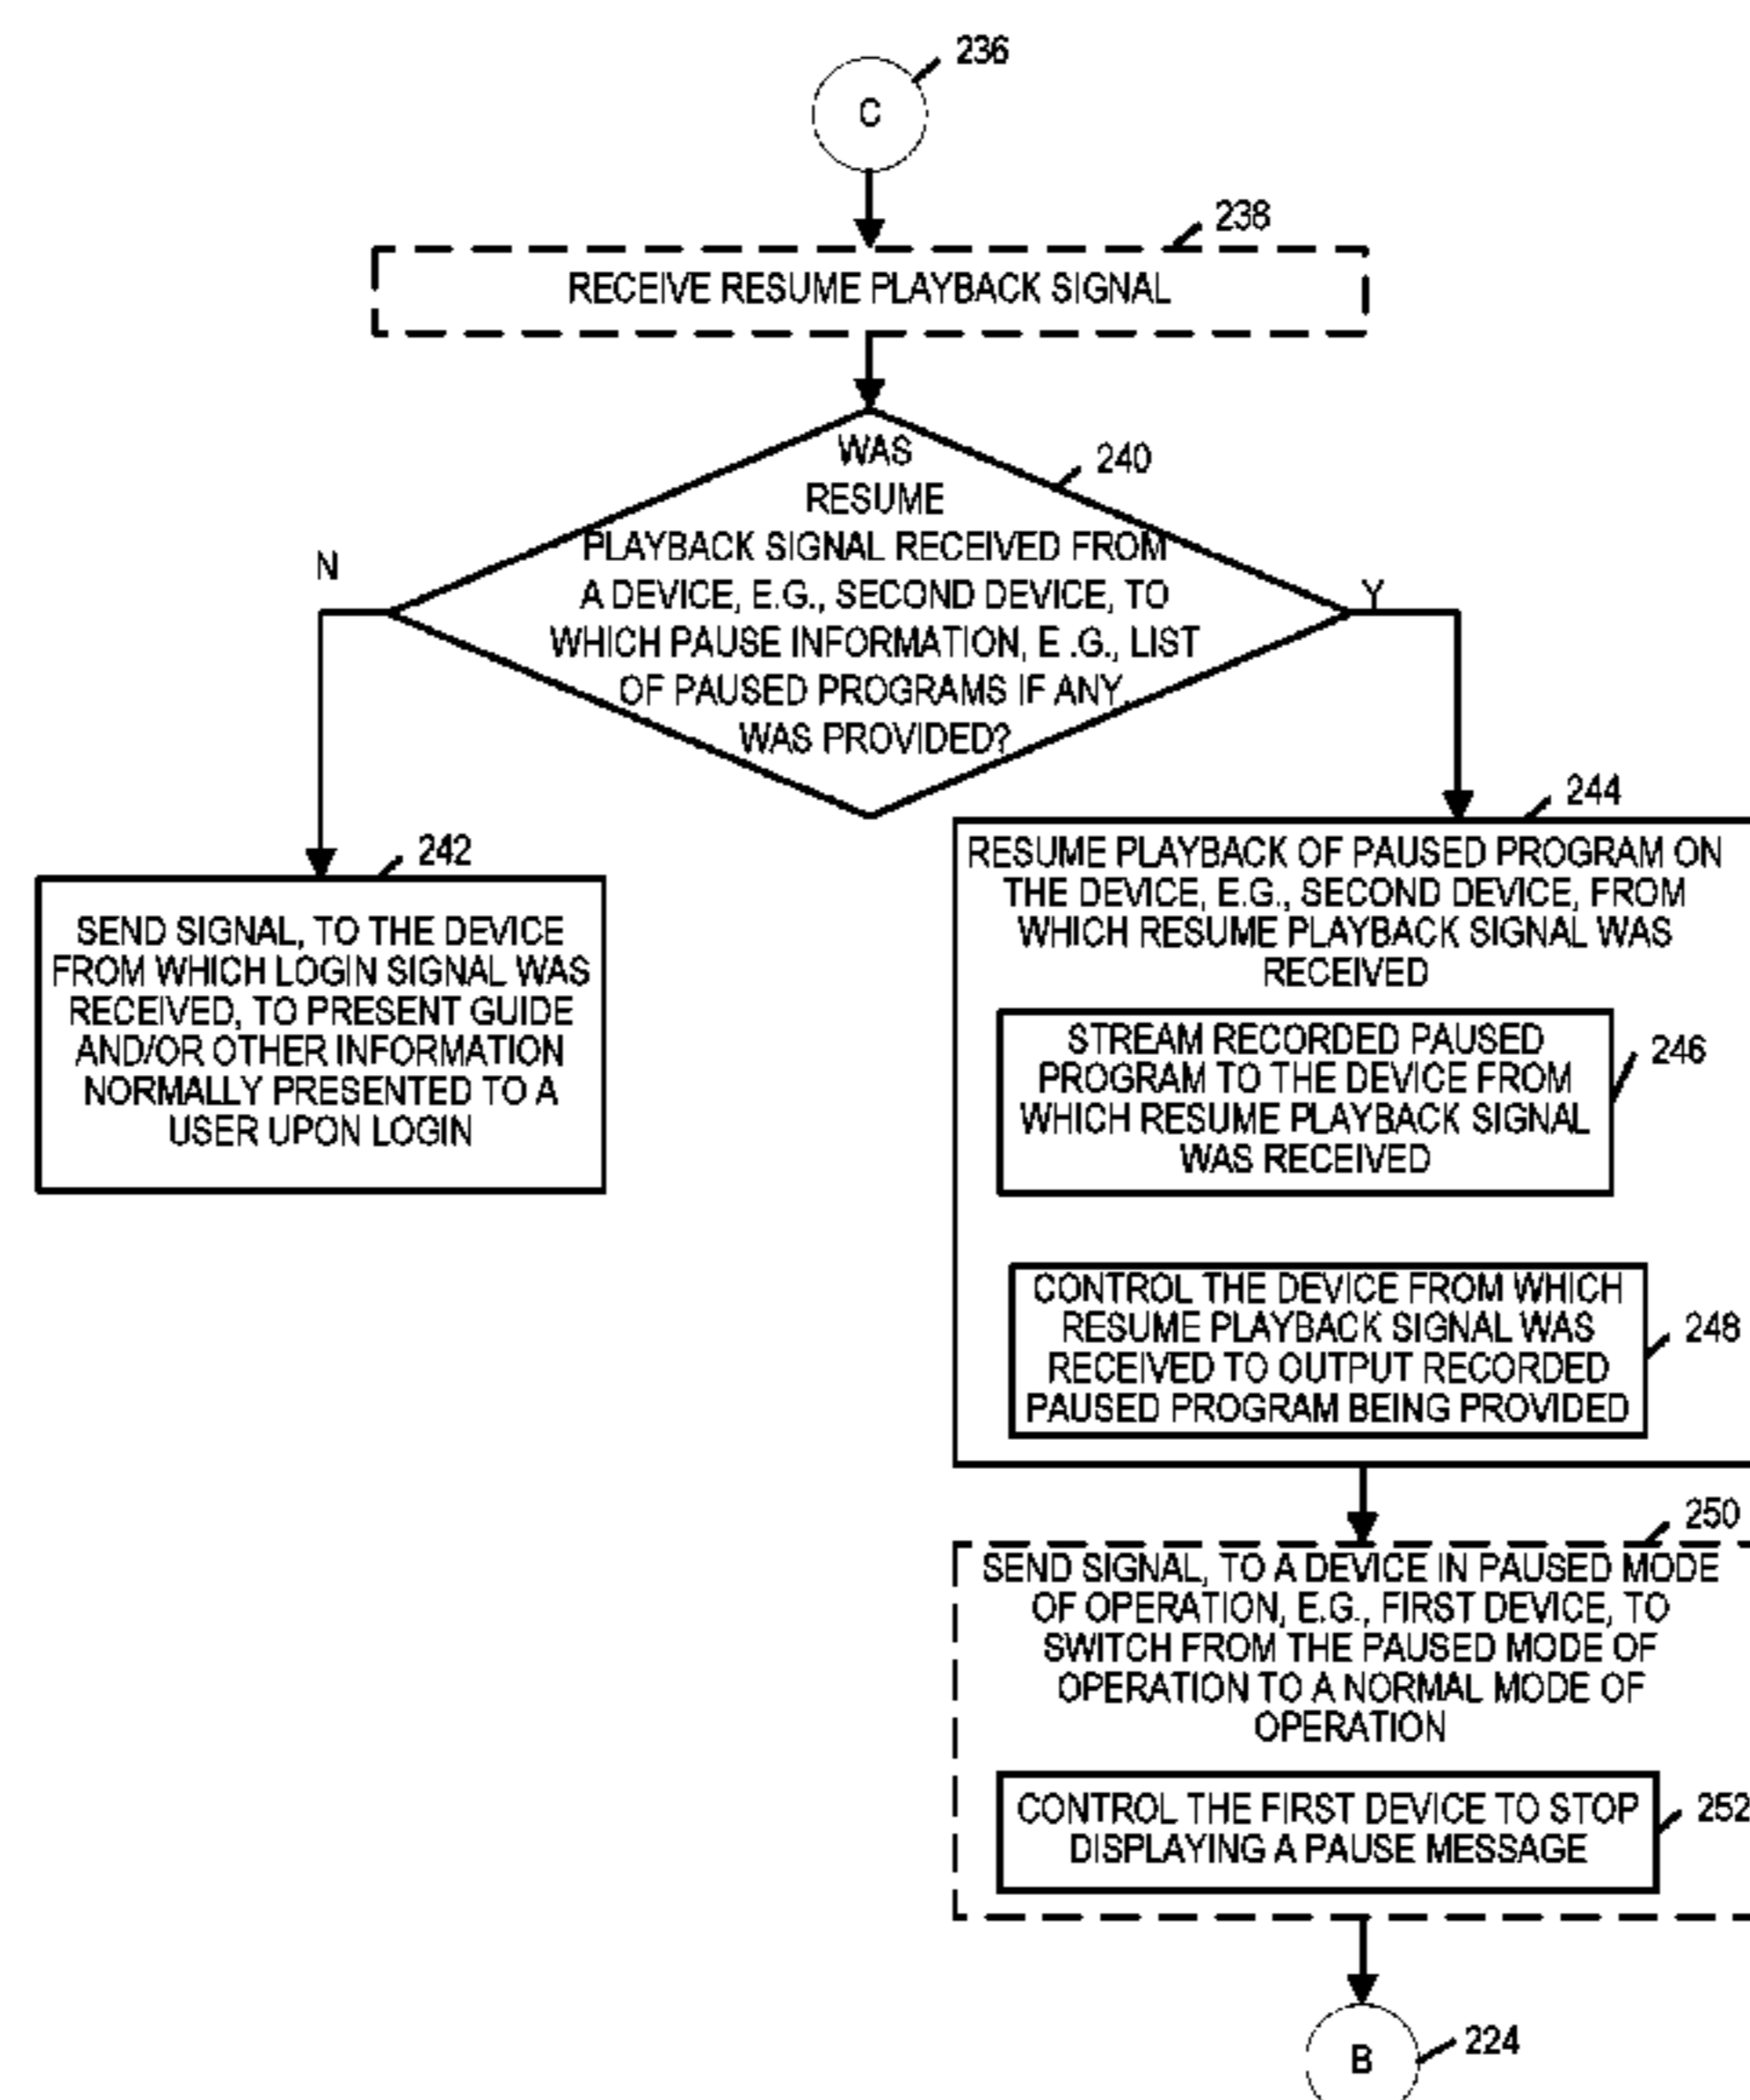 236
C
238
RECEIVE RESUME PLAYBACK SIGNAL
240
WAS
RESUME
PLAYBACK SIGNAL RECEIVED FROM
A DEVICE, E.G., SECOND DEVICE, TO
WHICH PAUSE INFORMATION, E .G., LIST
OF PAUSED PROGRAMS IF ANY,
WAS PROVIDED?
N
Y
242
SEND SIGNAL, TO THE DEVICE
FROM WHICH LOGIN SIGNAL WAS
RECEIVED, TO PRESENT GUIDE
AND/OR OTHER INFORMATION
NORMALLY PRESENTED TO A
USER UPON LOGIN
244
RESUME PLAYBACK OF PAUSED PROGRAM ON
THE DEVICE, E.G., SECOND DEVICE, FROM
WHICH RESUME PLAYBACK SIGNAL WAS
RECEIVED
STREAM RECORDED PAUSED
PROGRAM TO THE DEVICE FROM
WHICH RESUME PLAYBACK SIGNAL
WAS RECEIVED
246
CONTROL THE DEVICE FROM WHICH
RESUME PLAYBACK SIGNAL WAS
RECEIVED TO OUTPUT RECORDED
PAUSED PROGRAM BEING PROVIDED
248
250
SEND SIGNAL, TO A DEVICE IN PAUSED MODE
OF OPERATION, E.G., FIRST DEVICE, TO
SWITCH FROM THE PAUSED MODE OF
OPERATION TO A NORMAL MODE OF
OPERATION
CONTROL THE FIRST DEVICE TO STOP
DISPLAYING A PAUSE MESSAGE
252
B
224